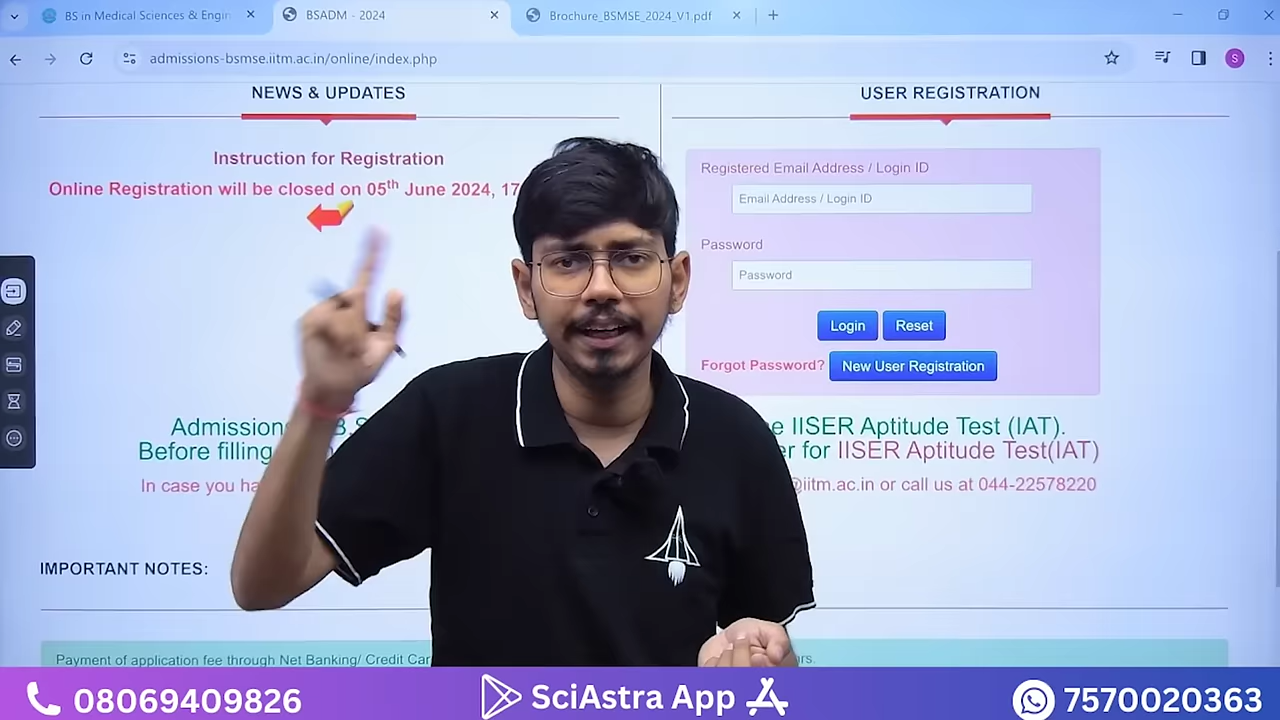 BS in Medical Sciences & Engin
BSADM - 2024
Brochure_BSMSE_2024_V1.pdf
admissions-bsmse.iitm.ac.in/online/index.php
S
NEWS & UPDATES
USER REGISTRATION
Instruction for Registration
Online Registration will be closed on 05th June 2024, 17
Registered Email Address / Login ID
Email Address / Login ID
Password
Password
Login
Reset
Forgot Password?
New User Registration
Admission
IISER Aptitude Test (IAT).
Before filling
for IISER Aptitude Test(IAT)
In case you
@iitm.ac.in or call us at 044-22578220
IMPORTANT NOTES:
Payment of application fee through Net Banking/ Credit
08069409826
SciAstra App
7570020363